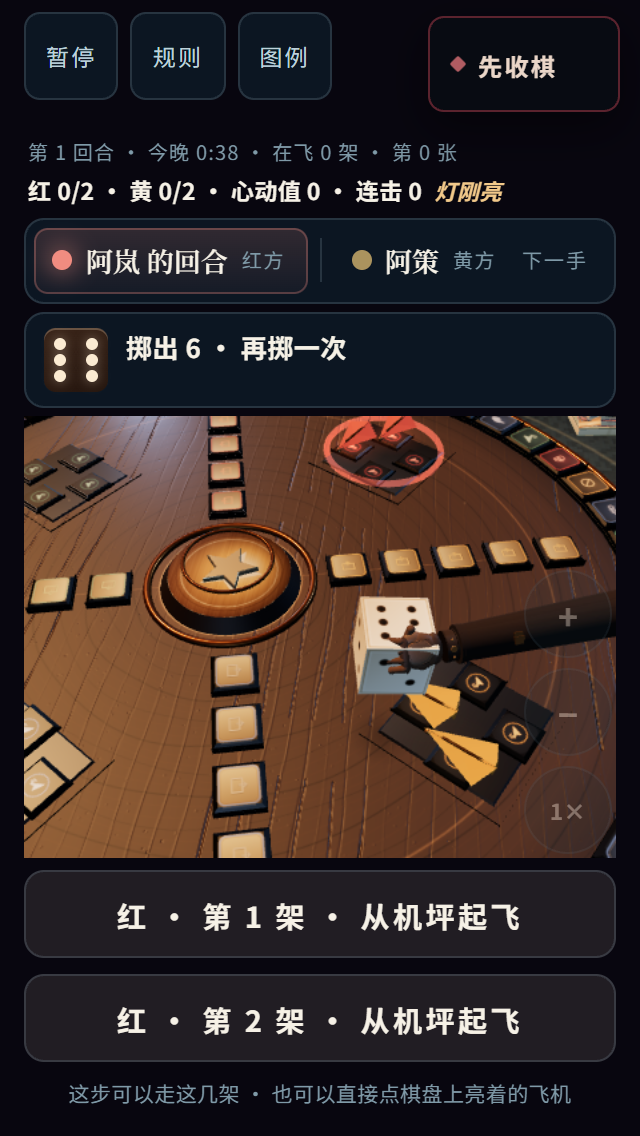 暂停 规则 图例
先收棋
第 1 回合 · 今晚 0:38 · 在飞 0 架 · 第 0 张
红 0/2 · 黄 0/2 · 心动值 0 · 连击 0 灯刚亮
阿岚 的回合 红方 阿策 黄方 下一手
掷出 6 · 再掷一次
+
−
1×
红 · 第 1 架 · 从机坪起飞
红 · 第 2 架 · 从机坪起飞
这步可以走这几架 · 也可以直接点棋盘上亮着的飞机